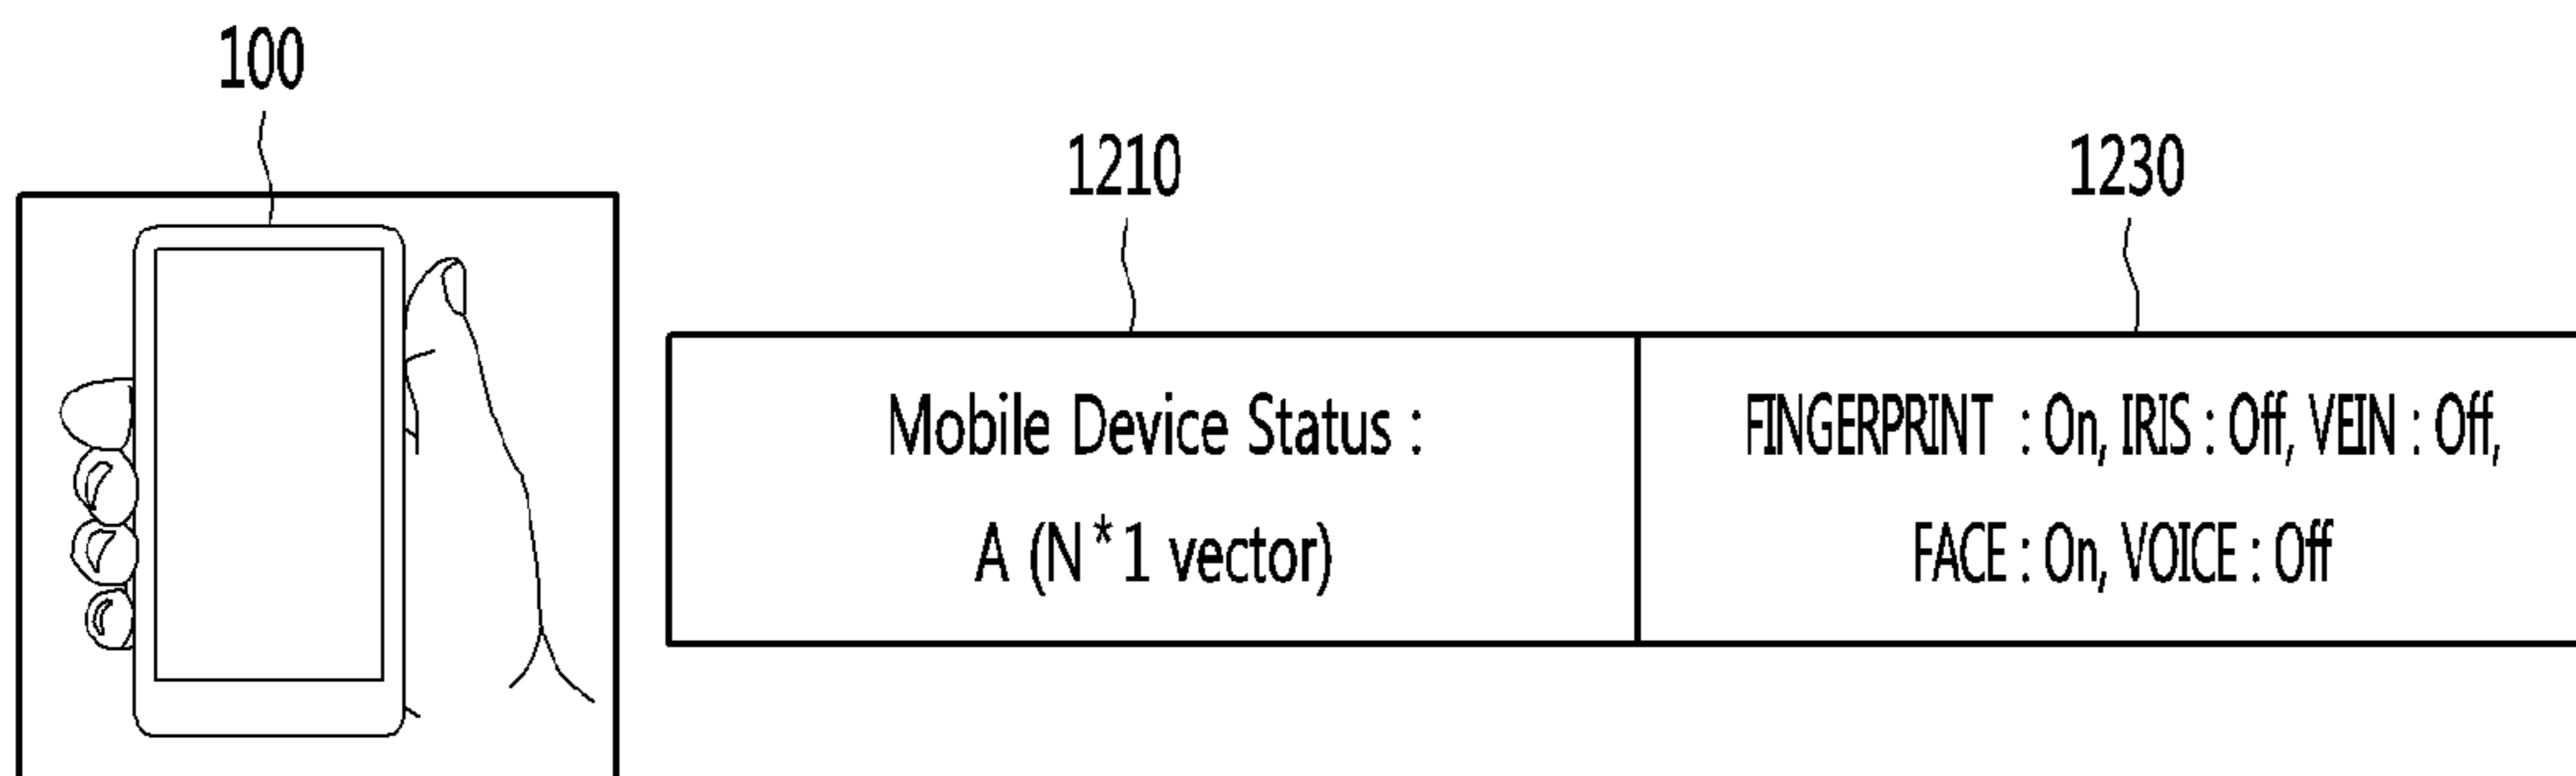 100
1210
1230
Mobile Device Status :
A (N*1 vector)
FINGERPRINT : On, IRIS : Off, VEIN : Off,
FACE : On, VOICE : Off